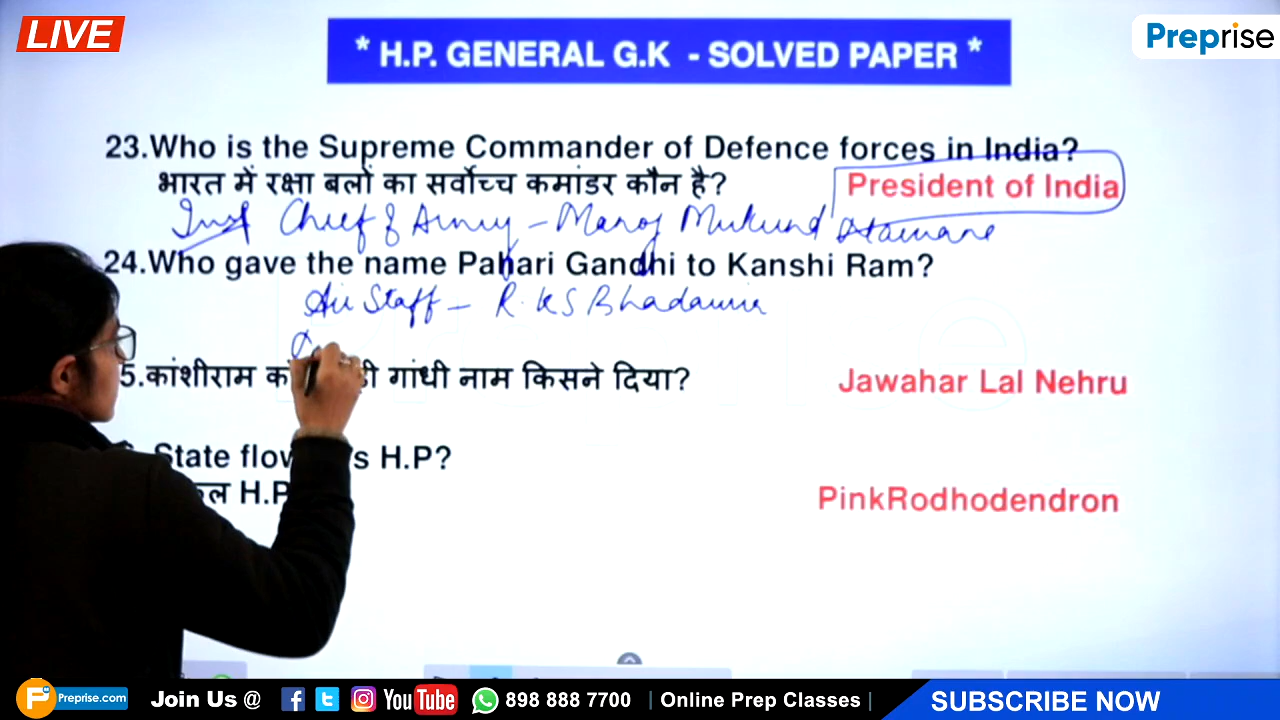 LIVE
Preprise
* H.P. GENERAL G.K - SOLVED PAPER *
23.Who is the Supreme Commander of Defence forces in India?
भारत में रक्षा बलों का सर्वोच्च कमांडर कौन है?
President of India
Chief of Army - Manoj Mukund
24.Who gave the name Pahari Gandhi to Kanshi Ram?
Air Staff - R. K S Bhadauria
5.कांशीराम को गांधी नाम किसने दिया?
Jawahar Lal Nehru
State H.P?
PinkRodhodendron
H.P
P Preprise.com
Join Us @
YouTube
898 888 7700
| Online Prep Classes |
SUBSCRIBE NOW